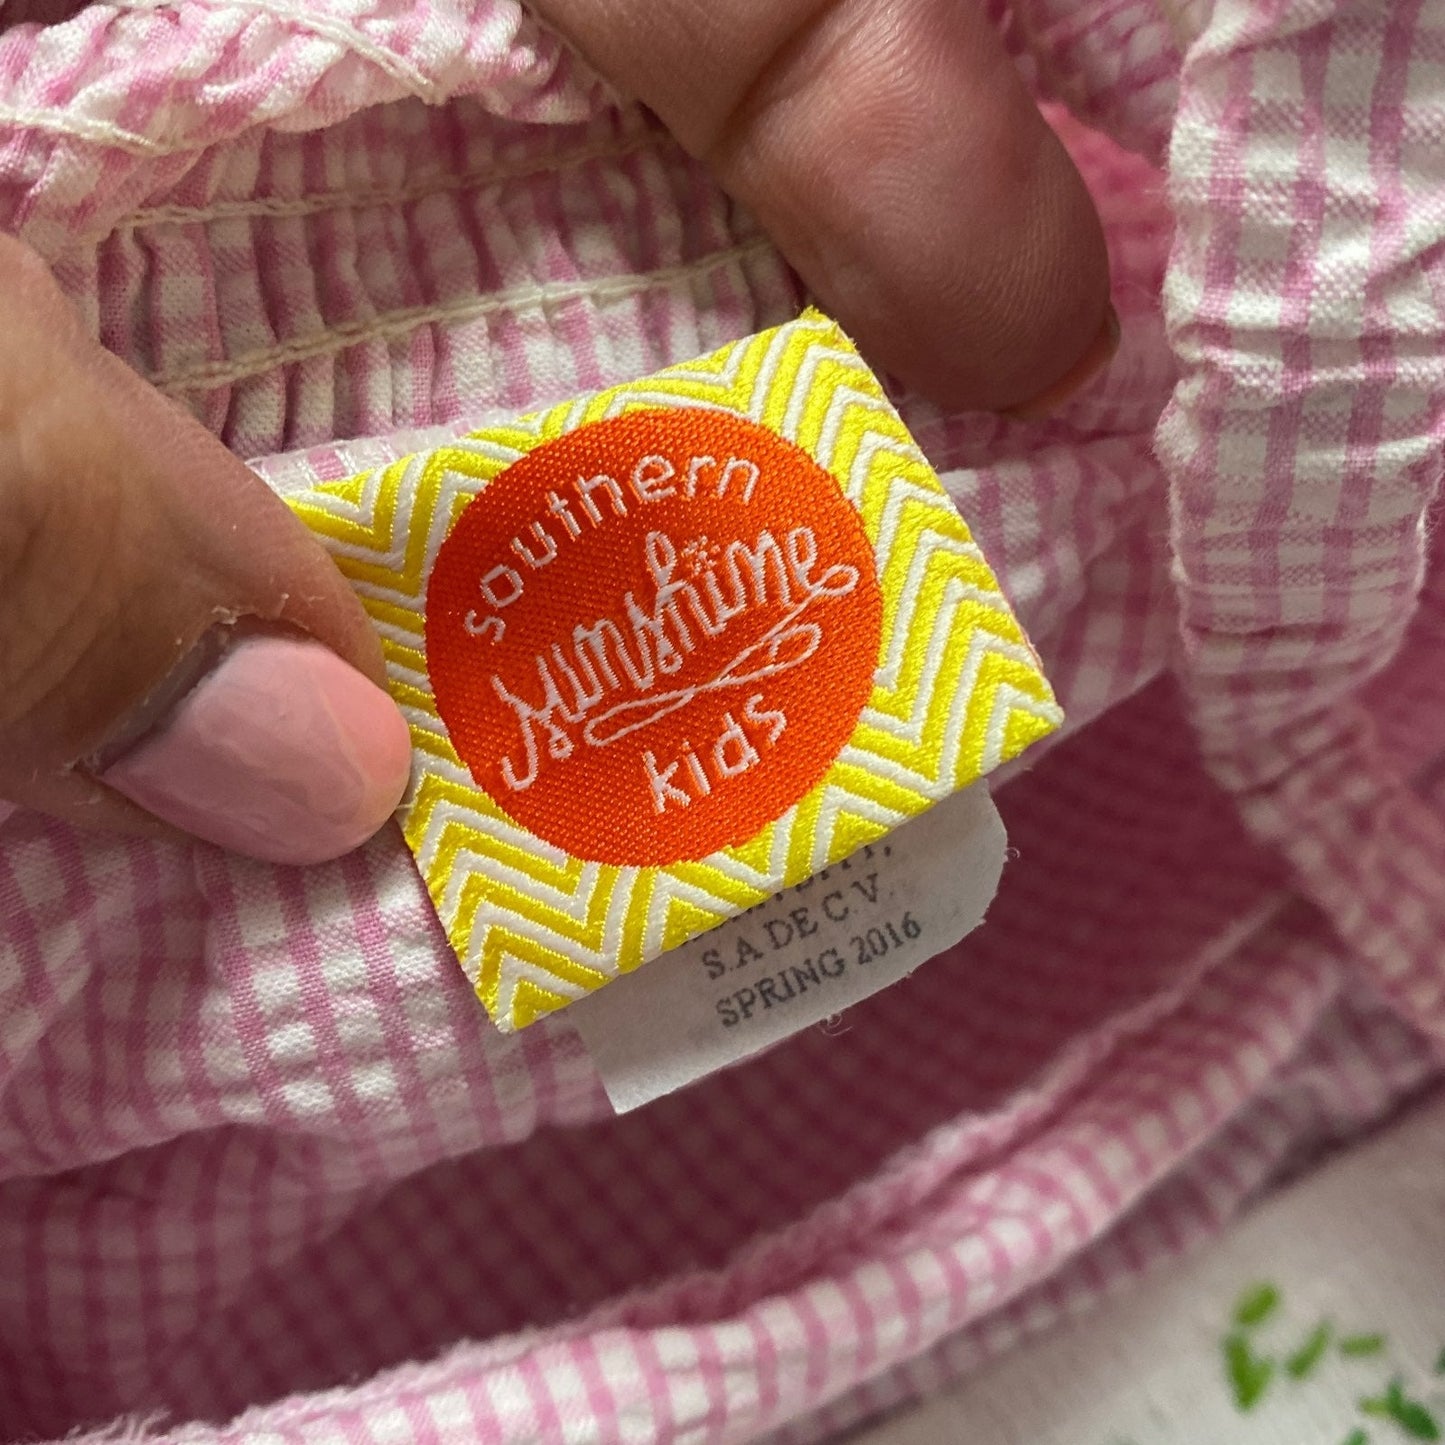 southern
sunshine
kids
S.A DE C.V.
SPRING 2016